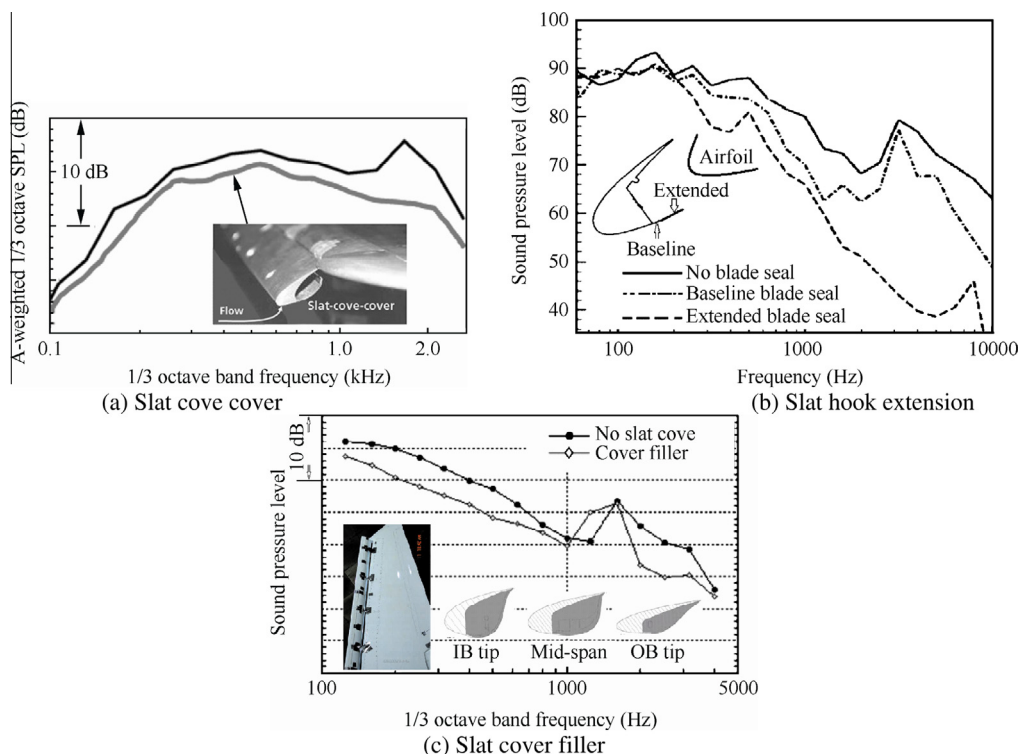 A-weighted 1/3 octave SPL (dB)
10 dB
Flow
Slat-cove-cover
0.1
0.2
1.0
2.0
1/3 octave band frequency (kHz)
(a) Slat cove cover
Sound pressure level (dB)
100
90
80
70
60
50
40
Airfoil
Extended
Baseline
No blade seal
Baseline blade seal
Extended blade seal
100
1000
10000
Frequency (Hz)
(b) Slat hook extension
Sound pressure level
10 dB
No slat cove
Cover filler
IB tip
Mid-span
OB tip
100
1000
5000
1/3 octave band frequency (Hz)
(c) Slat cover filler